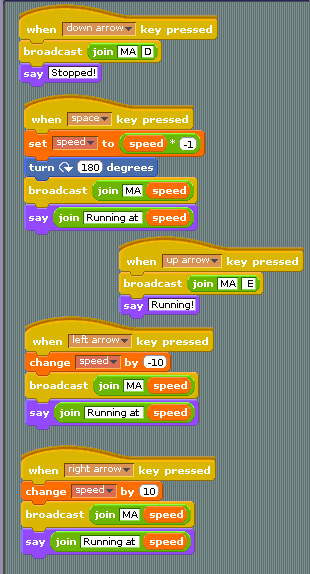 when down arrow key pressed
broadcast join MA D
say Stopped!
when space key pressed
set speed to speed * -1
turn 180 degrees
broadcast join MA speed
say join Running at speed
when up arrow key pressed
broadcast join MA E
say Running!
when left arrow key pressed
change speed by -10
broadcast join MA speed
say join Running at speed
when right arrow key pressed
change speed by 10
broadcast join MA speed
say join Running at speed